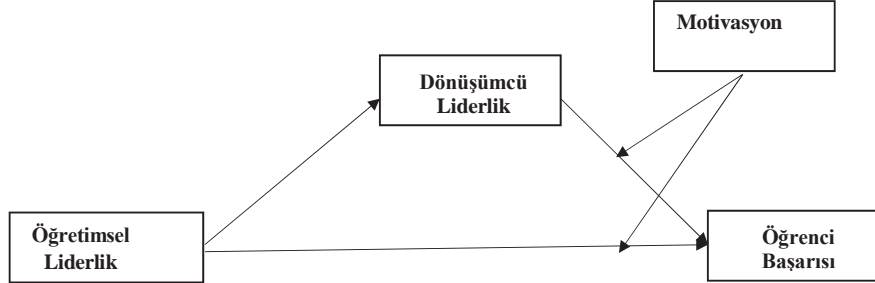 Motivasyon
Dönüşümcü
Liderlik
Öğretimsel
Liderlik
Öğrenci
Başarısı